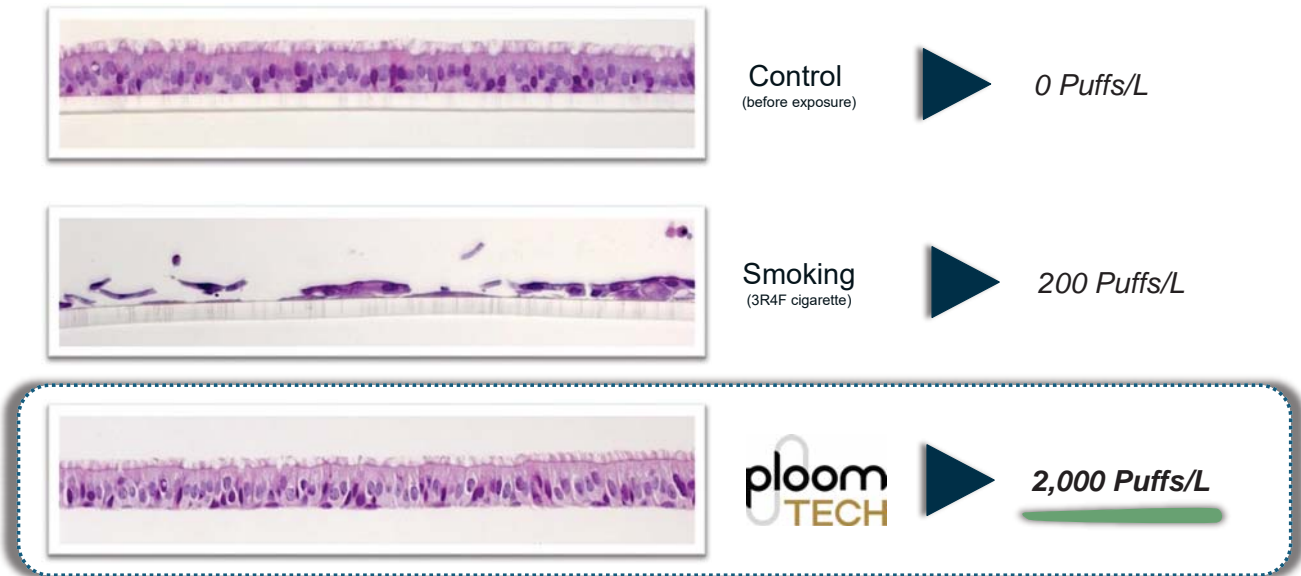 Control
(before exposure)
0 Puffs/L
Smoking
(3R4F cigarette)
200 Puffs/L
ploom
TECH
2,000 Puffs/L